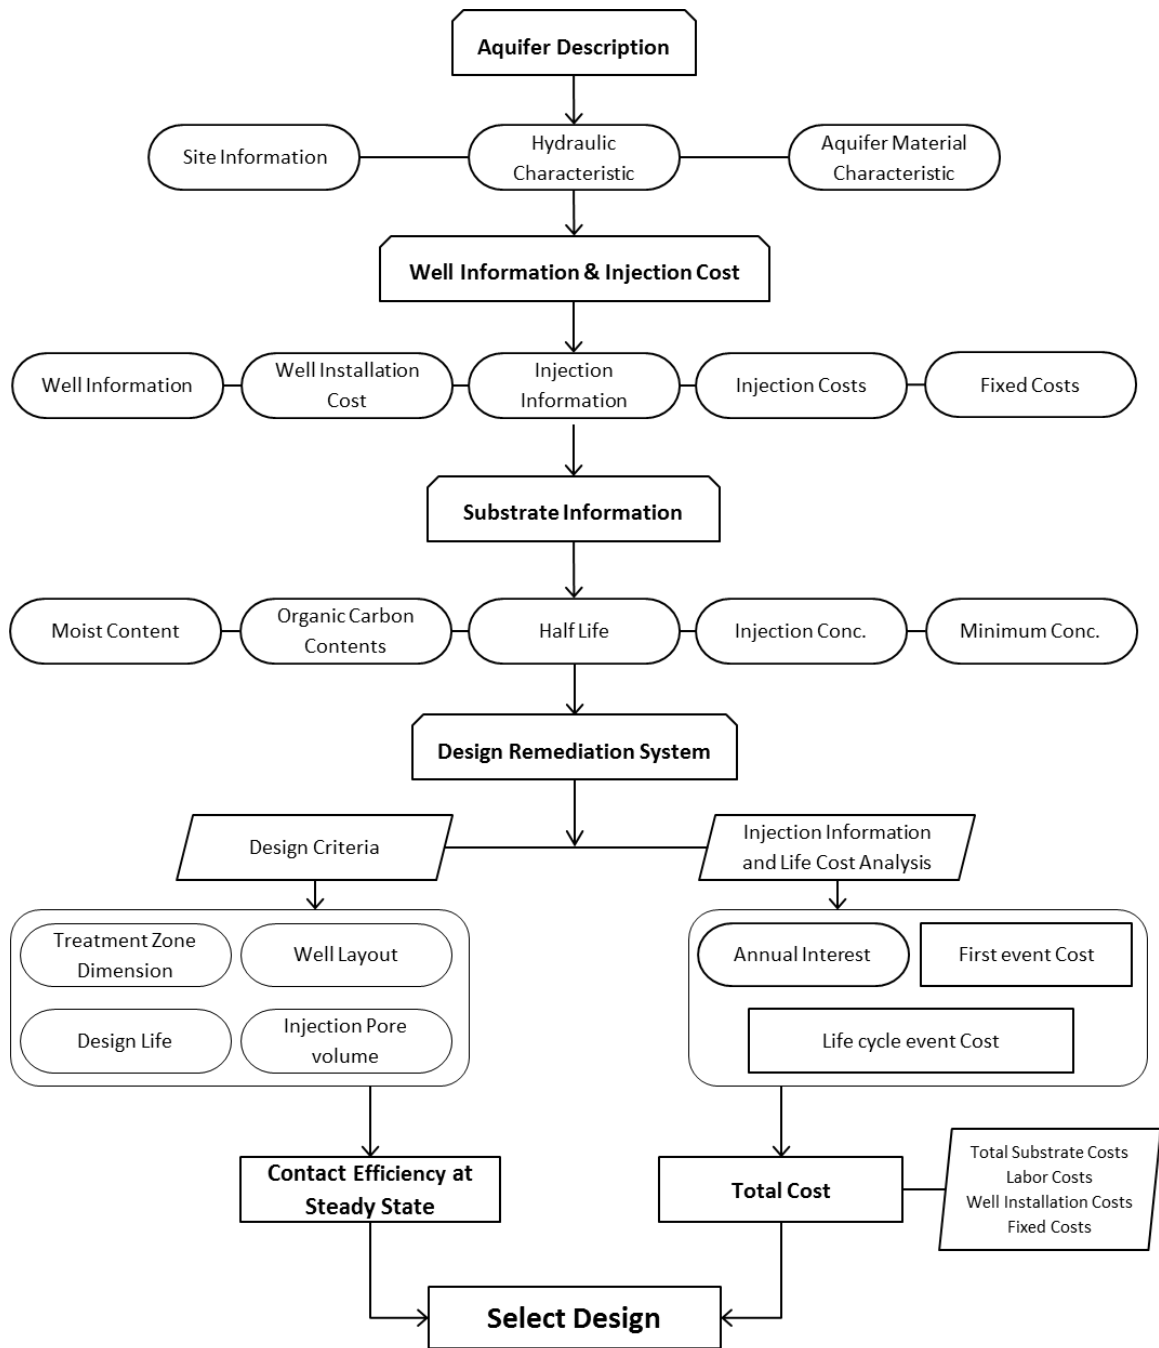 Aquifer Description
Site Information
Hydraulic
Characteristic
Aquifer Material
Characteristic
Well Information & Injection Cost
Well Information
Well Installation
Cost
Injection
Information
Injection Costs
Fixed Costs
Substrate Information
Moist Content
Organic Carbon
Contents
Half Life
Injection Conc.
Minimum Conc.
Design Remediation System
Design Criteria
Injection Information
and Life Cost Analysis
Treatment Zone
Dimension
Well Layout
Design Life
Injection Pore
volume
Annual Interest
First event Cost
Life cycle event Cost
Contact Efficiency at
Steady State
Total Cost
Total Substrate Costs
Labor Costs
Well Installation Costs
Fixed Costs
Select Design